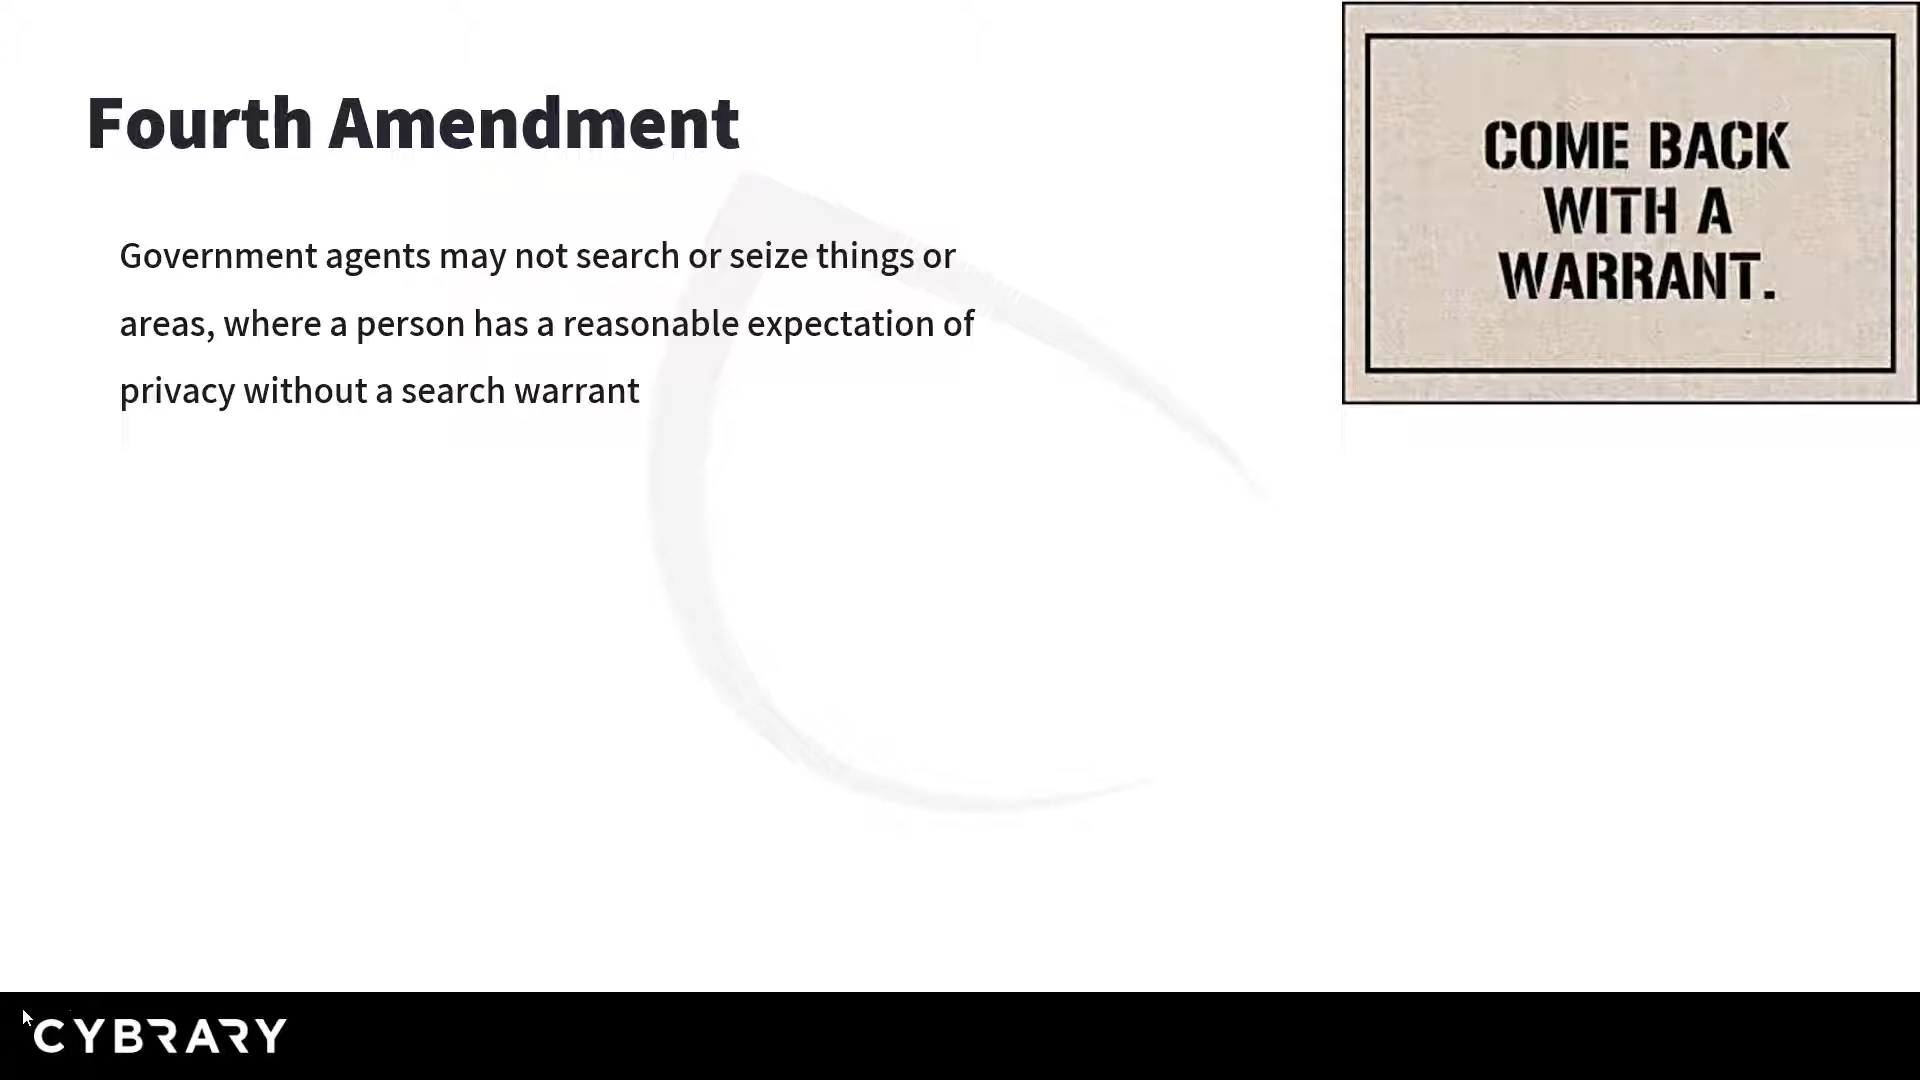 Fourth Amendment
Government agents may not search or seize things or
areas, where a person has a reasonable expectation of
privacy without a search warrant
COME BACK
WITH A
WARRANT.
CYBRARY